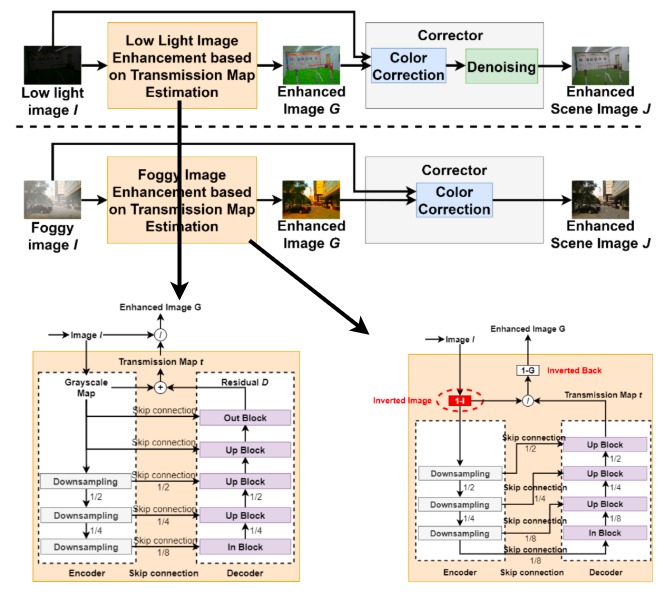 Low light
image I
Low Light Image
Enhancement based
on Transmission Map
Estimation
Enhanced
Image G
Corrector
Color
Correction
Denoising
Enhanced
Scene Image J
Foggy
image I
Foggy Image
Enhancement based
on Transmission Map
Estimation
Enhanced
Image G
Corrector
Color
Correction
Enhanced
Scene Image J
Enhanced Image G
Image I
/
Transmission Map t
Grayscale
Map
+
Residual D
Skip connection
Out Block
Skip connection
Up Block
Downsampling
Skip connection
1/2
Up Block
1/2
1/2
Downsampling
Skip connection
1/4
Up Block
1/4
1/4
Downsampling
Skip connection
1/8
In Block
Encoder
Skip connection
Decoder
Enhanced Image G
Image I
1-G
Inverted Back
Inverted Image
1-I
/
Transmission Map t
Skip connection
1/2
Up Block
1/2
Downsampling
1/2
Skip connection
1/4
Up Block
1/4
Downsampling
1/4
Skip connection
1/8
Up Block
1/8
Downsampling
Skip connection
1/8
In Block
Encoder
Skip connection
Decoder